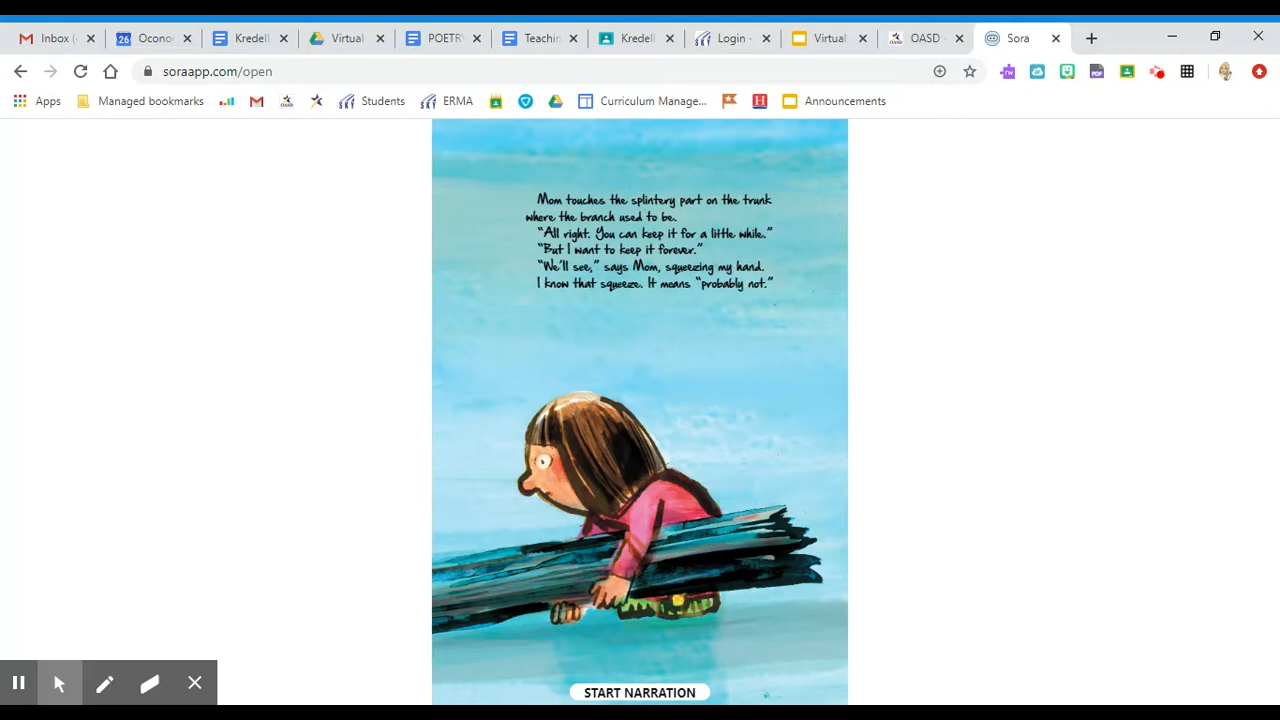 Inbox (
Ocono
Kredell
Virtual
POETRY
Teachin
Kredell
Login -
Virtual
OASD -
Sora
soraapp.com/open
Apps
Managed bookmarks
Students
ERMA
Curriculum Manage...
Announcements
Mom touches the splintery part on the trunk
where the branch used to be.
“All right. You can keep it for a little while.”
“But I want to keep it forever.”
“We’ll see,” says Mom, squeezing my hand.
I know that squeeze. It means “probably not.”
START NARRATION